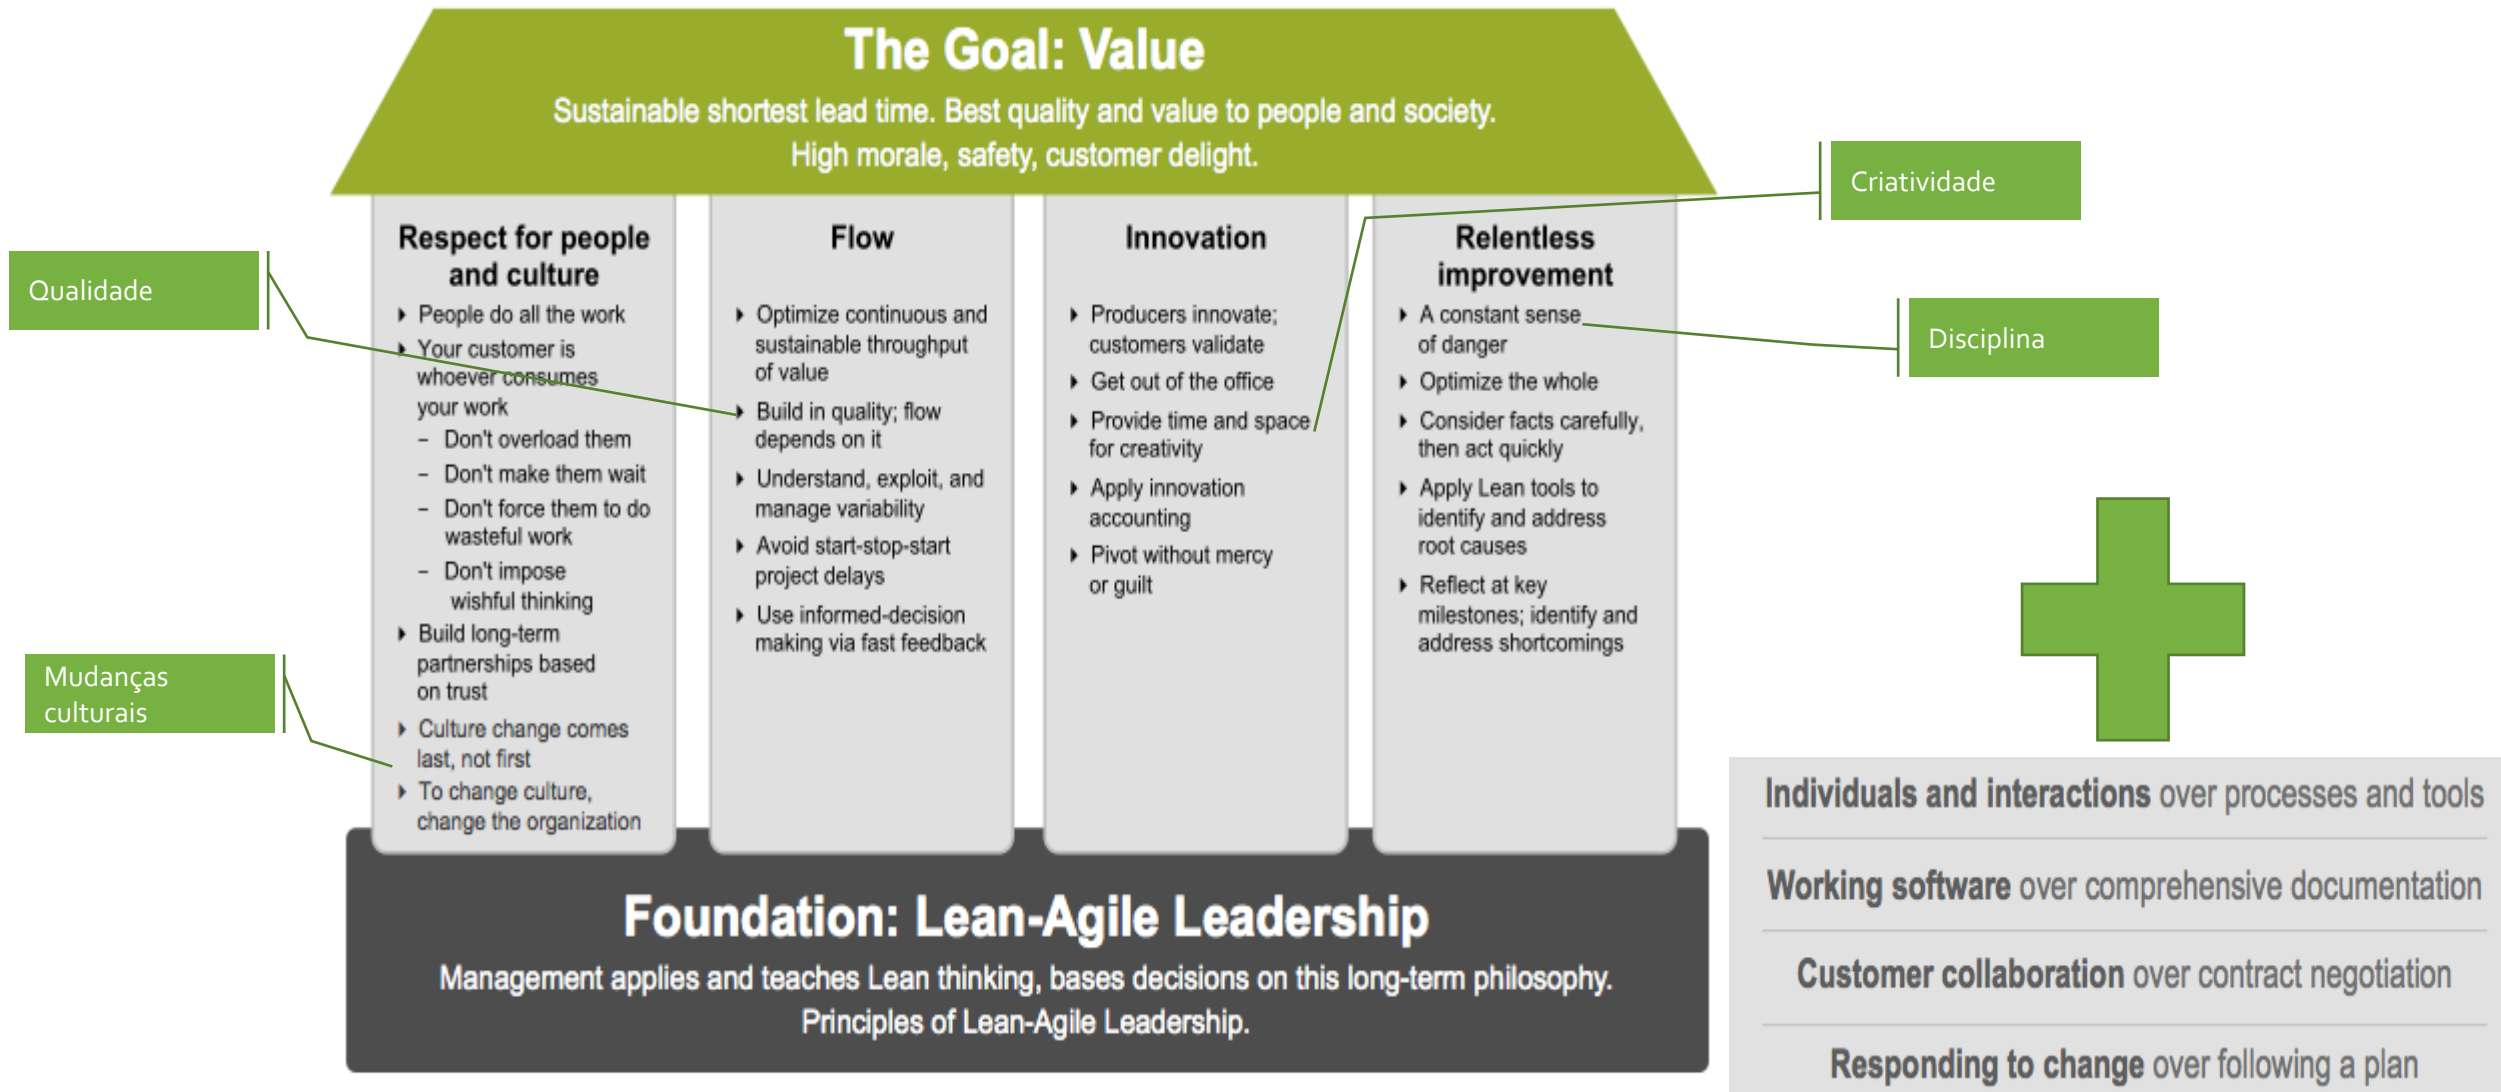 The Goal: Value
Sustainable shortest lead time. Best quality and value to people and society.
High morale, safety, customer delight.
Qualidade
Mudanças
culturais
Respect for people
and culture
People do all the work
Your customer is
whoever consumes
your work
– Don't overload them
– Don't make them wait
– Don't force them to do
wasteful work
– Don't impose
wishful thinking
Build long-term
partnerships based
on trust
Culture change comes
last, not first
To change culture,
change the organization
Flow
Optimize continuous and
sustainable throughput
of value
Build in quality; flow
depends on it
Understand, exploit, and
manage variability
Avoid start-stop-start
project delays
Use informed-decision
making via fast feedback
Innovation
Producers innovate;
customers validate
Get out of the office
Provide time and space
for creativity
Apply innovation
accounting
Pivot without mercy
or guilt
Relentless
improvement
A constant sense
of danger
Optimize the whole
Consider facts carefully,
then act quickly
Apply Lean tools to
identify and address
root causes
Reflect at key
milestones; identify and
address shortcomings
Criatividade
Disciplina
Foundation: Lean-Agile Leadership
Management applies and teaches Lean thinking, bases decisions on this long-term philosophy.
Principles of Lean-Agile Leadership.
Individuals and interactions over processes and tools
Working software over comprehensive documentation
Customer collaboration over contract negotiation
Responding to change over following a plan